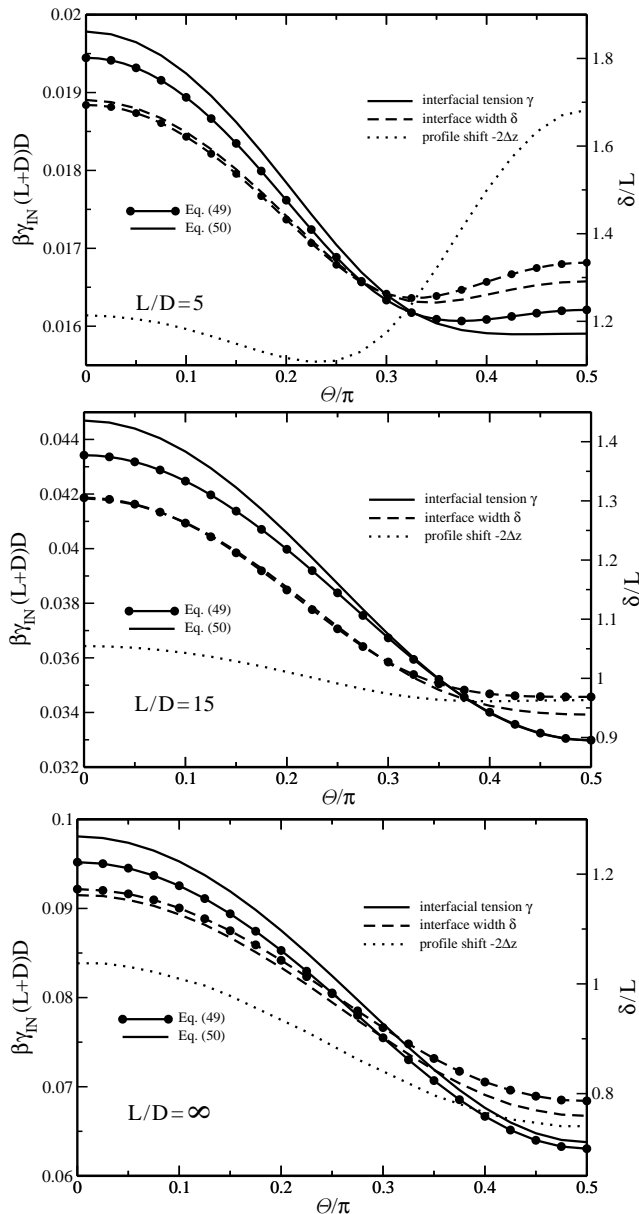 0.02
0.019
0.018
0.017
0.016
βγIN (L+D)D
interfacial tension γ
interface width δ
profile shift -2Δz
Eq. (49)
Eq. (50)
L/D=5
1.8
1.6
1.4
1.2
δ/L
0 0.1 0.2 0.3 0.4 0.5
Θ/π
0.044
0.042
0.04
0.038
0.036
0.034
0.032
βγIN (L+D)D
interfacial tension γ
interface width δ
profile shift -2Δz
Eq. (49)
Eq. (50)
L/D=15
1.4
1.3
1.2
1.1
1
0.9
δ/L
0 0.1 0.2 0.3 0.4 0.5
Θ/π
0.1
0.09
0.08
0.07
0.06
βγIN (L+D)D
interfacial tension γ
interface width δ
profile shift -2Δz
Eq. (49)
Eq. (50)
L/D=∞
1.2
1
0.8
δ/L
0 0.1 0.2 0.3 0.4 0.5
Θ/π